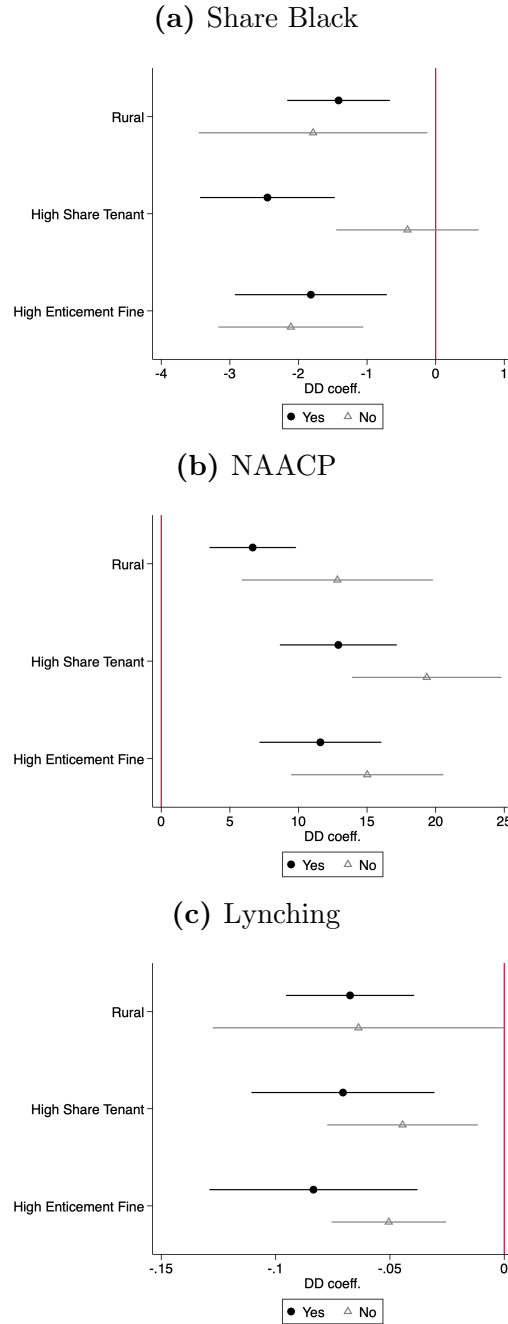 (a) Share Black
Rural
High Share Tenant
High Enticement Fine
-4 -3 -2 -1 0 1
DD coeff.
Yes No
(b) NAACP
Rural
High Share Tenant
High Enticement Fine
0 5 10 15 20 25
DD coeff.
Yes No
(c) Lynching
Rural
High Share Tenant
High Enticement Fine
-.15 -.1 -.05 0
DD coeff.
Yes No